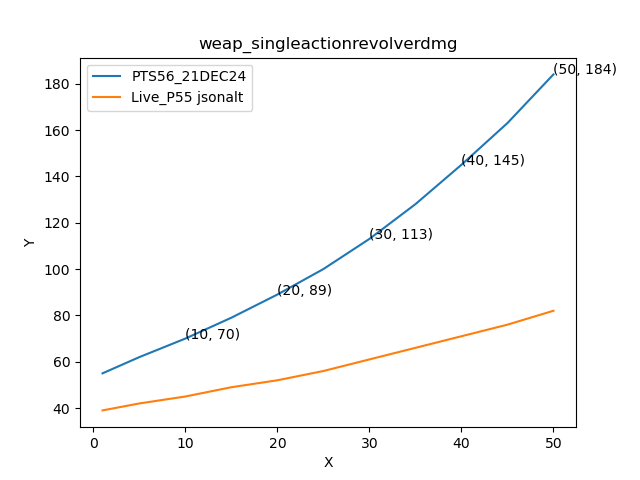 weap_singleactionrevolverdmg
PTS56_21DEC24
Live_P55 jsonalt
(50, 184)
(40, 145)
(30, 113)
(20, 89)
(10, 70)
180
160
140
120
100
80
60
40
Y
0 10 20 30 40 50
X